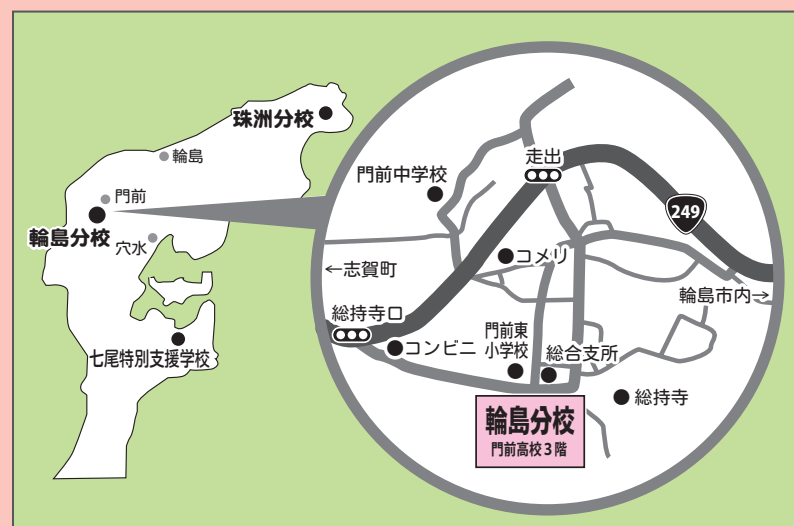 珠洲分校
輪島
門前
輪島分校
穴水
七尾特別支援学校
走出
門前中学校
249
コメリ
←志賀町
輪島市内→
総持寺口
門前東
小学校
コンビニ
総合支所
総持寺
輪島分校
門前高校3階